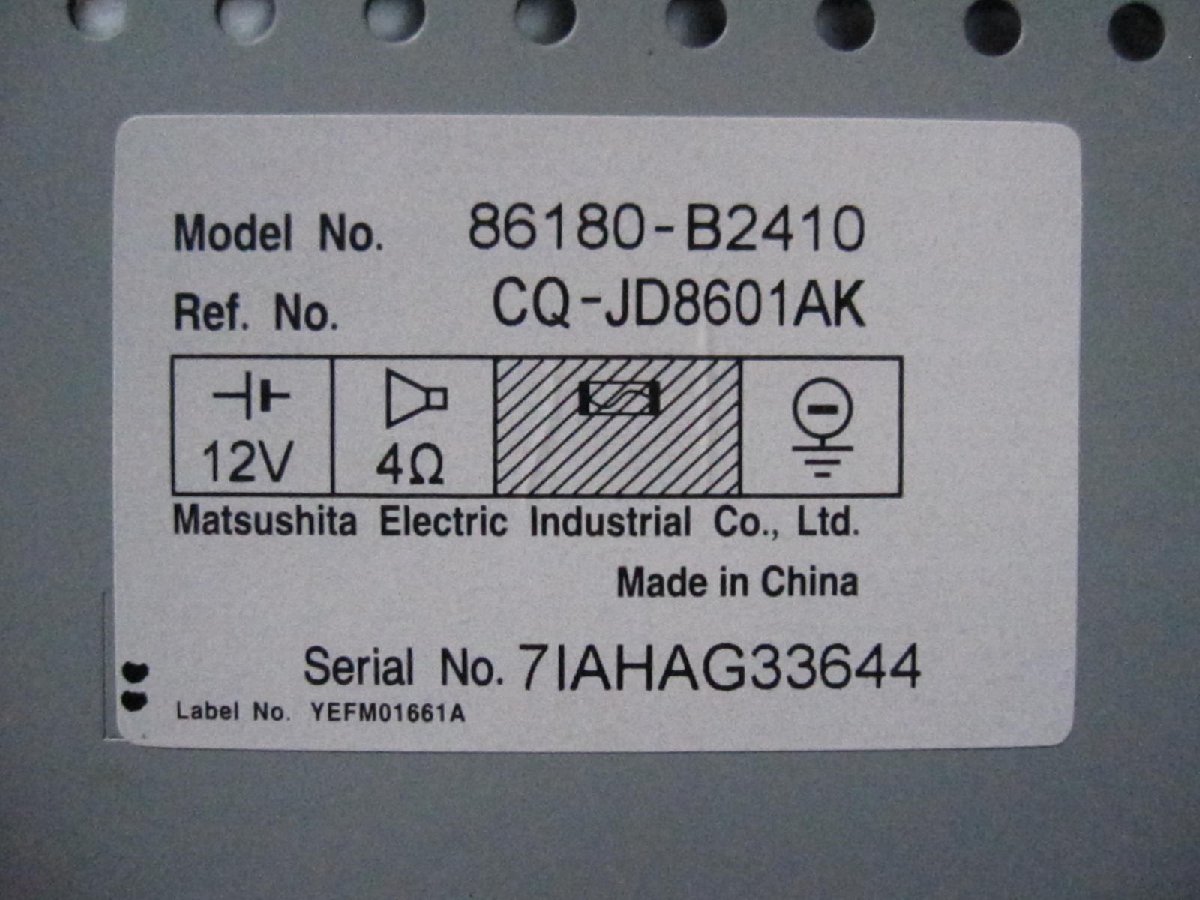 Model No. 86180-B2410
Ref. No. CQ-JD8601AK
12V 4Ω
Matsushita Electric Industrial Co., Ltd.
Made in China
Serial No. 7IAHAG33644
Label No. YEFM01661A